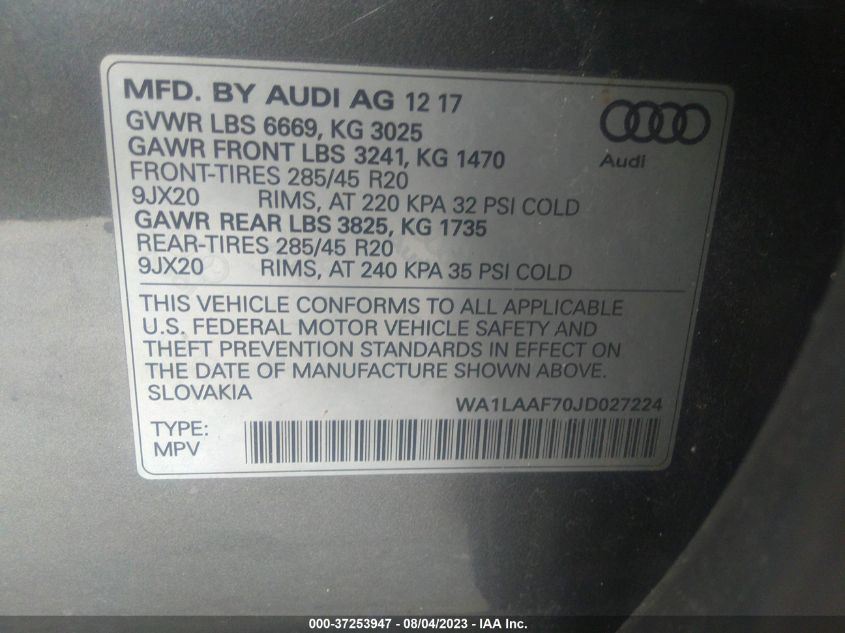 MFD. BY AUDI AG 12 17
GVWR LBS 6669, KG 3025
GAWR FRONT LBS 3241, KG 1470
FRONT-TIRES 285/45 R20
9JX20 RIMS, AT 220 KPA 32 PSI COLD
GAWR REAR LBS 3825, KG 1735
REAR-TIRES 285/45 R20
9JX20 RIMS, AT 240 KPA 35 PSI COLD
Audi
THIS VEHICLE CONFORMS TO ALL APPLICABLE
U.S. FEDERAL MOTOR VEHICLE SAFETY AND
THEFT PREVENTION STANDARDS IN EFFECT ON
THE DATE OF MANUFACTURE SHOWN ABOVE.
SLOVAKIA
WA1LAAF70JD027224
TYPE:
MPV
000-37253947 - 08/04/2023 - IAA Inc.